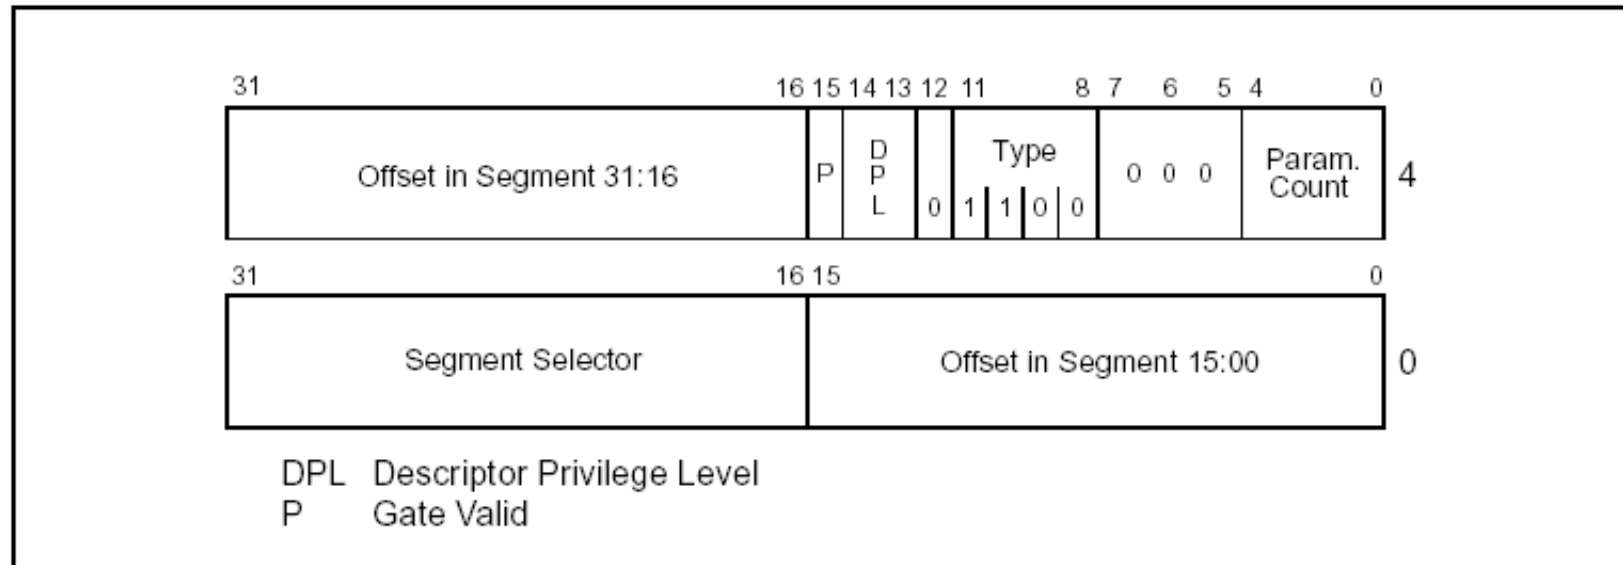 31 16 15 14 13 12 11 8 7 6 5 4 0
Offset in Segment 31:16 P D P L 0 Type 1 1 0 0 0 0 0 Param. Count 4
31 16 15 0
Segment Selector Offset in Segment 15:00 0
DPL Descriptor Privilege Level
P Gate Valid